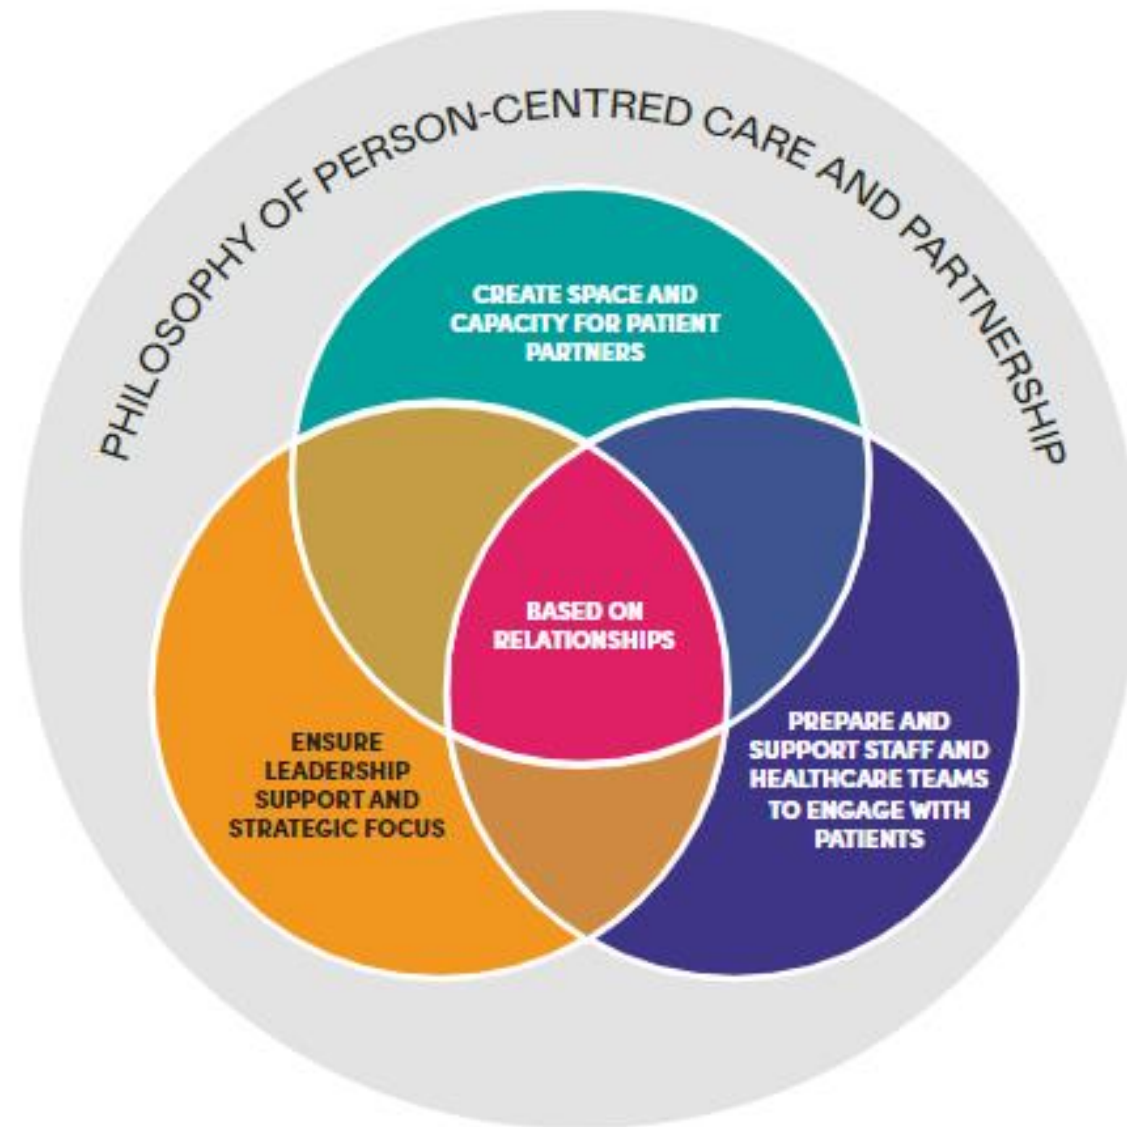 PHILOSOPHY OF PERSON-CENTRED CARE AND PARTNERSHIP
CREATE SPACE AND
CAPACITY FOR PATIENT
PARTNERS
BASED ON
RELATIONSHIPS
ENSURE
LEADERSHIP
SUPPORT AND
STRATEGIC FOCUS
PREPARE AND
SUPPORT STAFF AND
HEALTHCARE TEAMS
TO ENGAGE WITH
PATIENTS